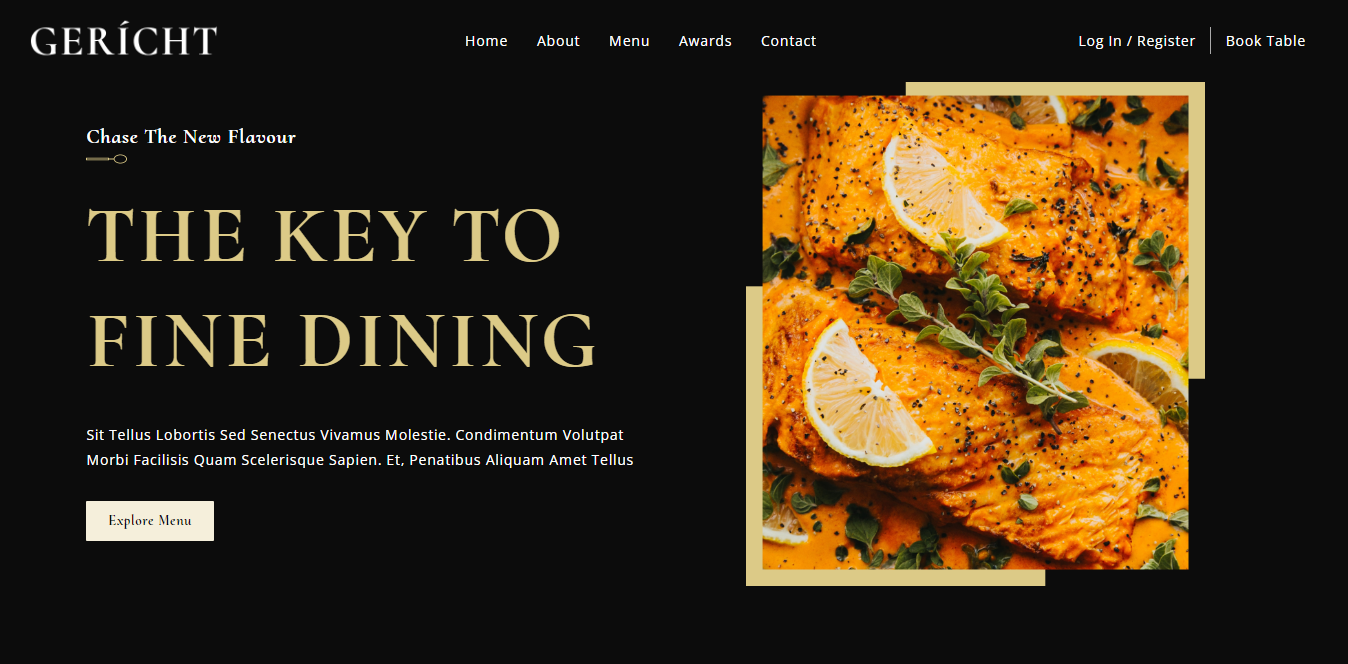 GERÍCHT
Home About Menu Awards Contact
Log In / Register Book Table
Chase The New Flavour
THE KEY TO
FINE DINING
Sit Tellus Lobortis Sed Senectus Vivamus Molestie. Condimentum Volutpat
Morbi Facilisis Quam Scelerisque Sapien. Et, Penatibus Aliquam Amet Tellus
Explore Menu